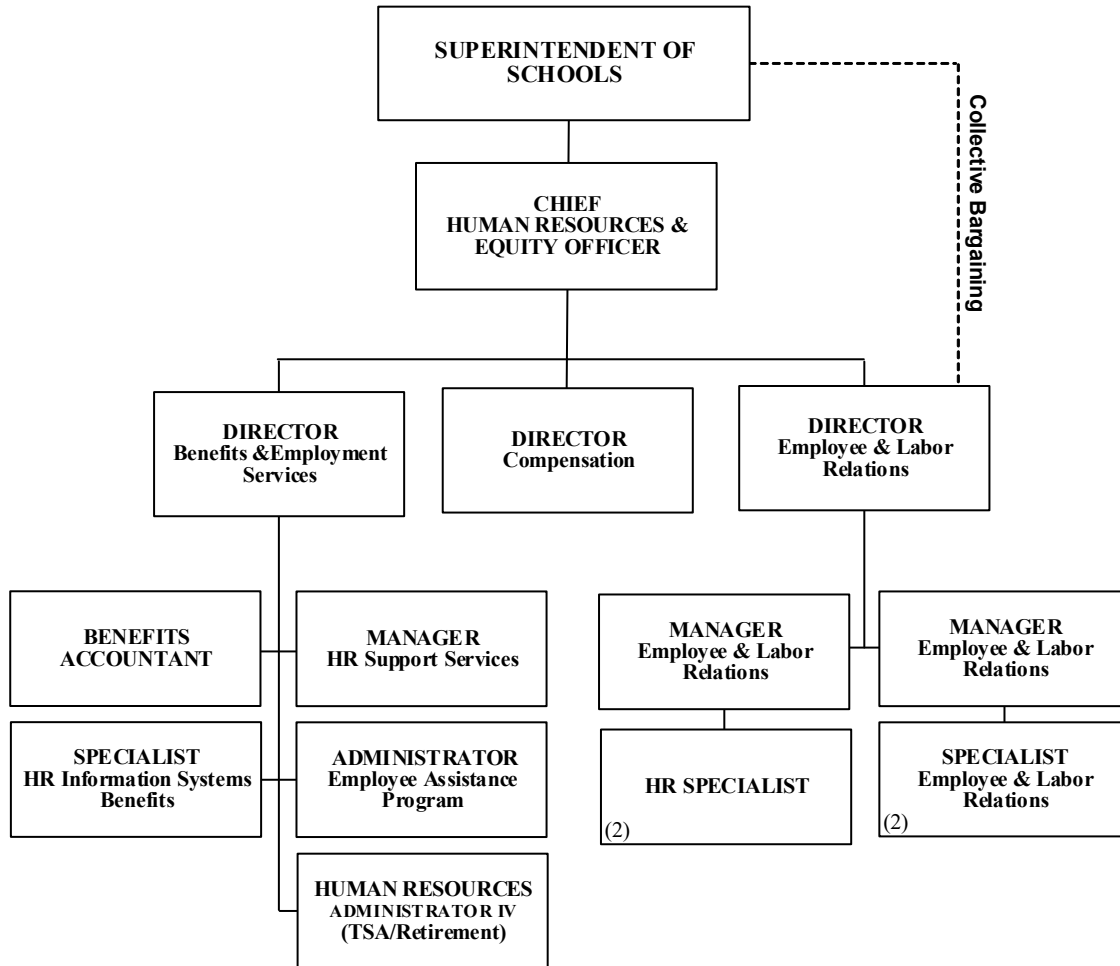 SUPERINTENDENT OF
SCHOOLS
Collective Bargaining
CHIEF
HUMAN RESOURCES &
EQUITY OFFICER
DIRECTOR
Benefits &Employment
Services
DIRECTOR
Compensation
DIRECTOR
Employee & Labor
Relations
BENEFITS
ACCOUNTANT
MANAGER
HR Support Services
MANAGER
Employee & Labor
Relations
MANAGER
Employee & Labor
Relations
SPECIALIST
HR Information Systems
Benefits
ADMINISTRATOR
Employee Assistance
Program
HR SPECIALIST
(2)
SPECIALIST
Employee & Labor
Relations
(2)
HUMAN RESOURCES
ADMINISTRATOR IV
(TSA/Retirement)